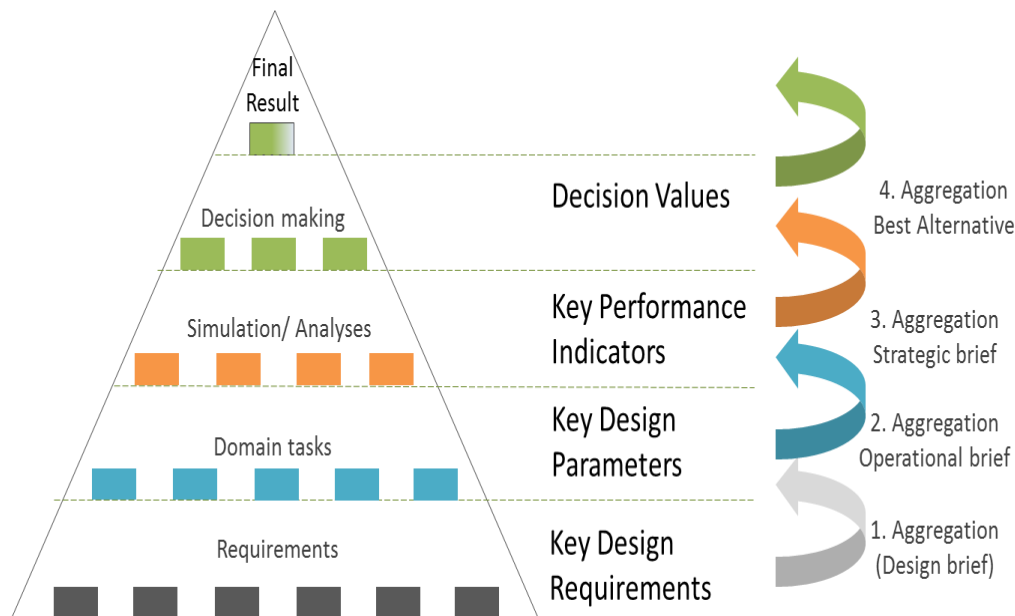 Final
Result
Decision making
Decision Values
4. Aggregation
Best Alternative
Simulation/ Analyses
Key Performance
Indicators
3. Aggregation
Strategic brief
Domain tasks
Key Design
Parameters
2. Aggregation
Operational brief
Requirements
Key Design
Requirements
1. Aggregation
(Design brief)